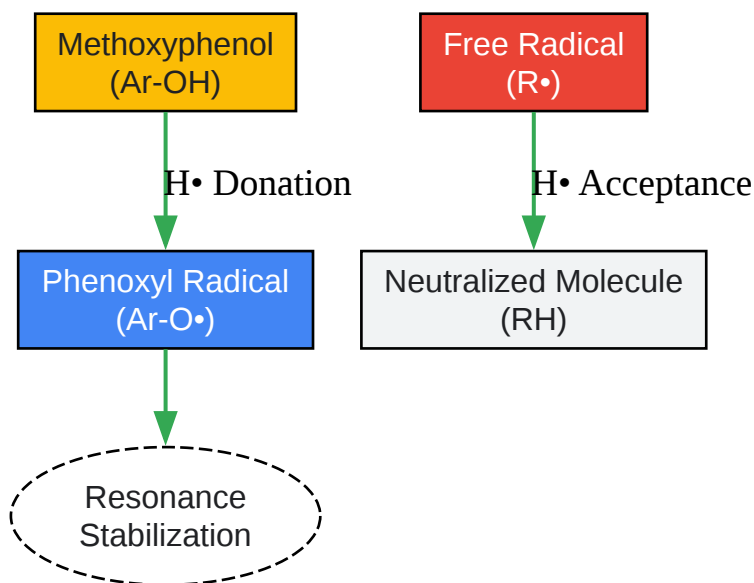 Methoxyphenol
(Ar-OH)
Free Radical
(R•)
H• Donation
H• Acceptance
Phenoxyl Radical
(Ar-O•)
Neutralized Molecule
(RH)
Resonance
Stabilization